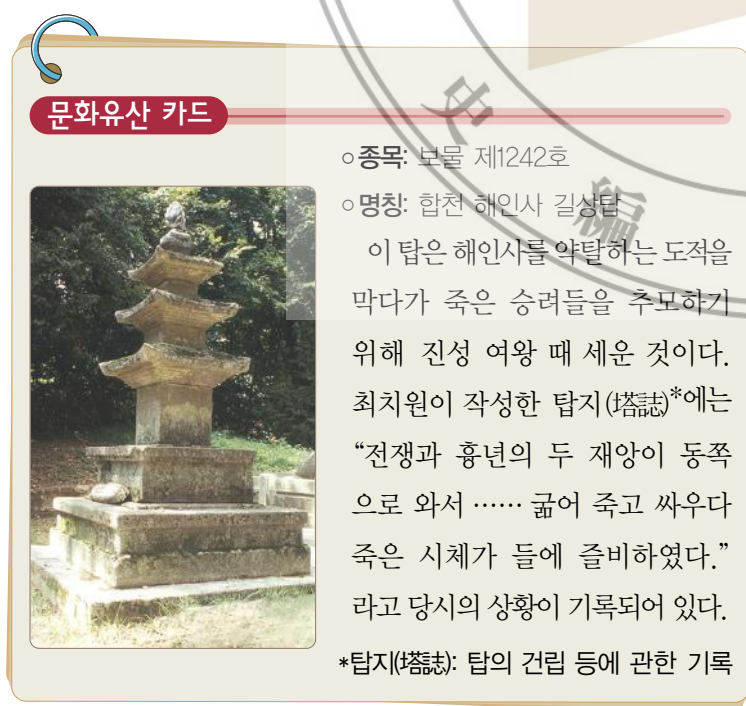 문화유산 카드
○종목: 보물 제1242호
○명칭: 합천 해인사 길상탑
이 탑은 해인사를 약탈하는 도적을
막다가 죽은 승려들을 추모하기
위해 진성 여왕 때 세운 것이다.
최치원이 작성한 탑지(塔誌)*에는
“전쟁과 흉년의 두 재앙이 동쪽
으로 와서 …… 굶어 죽고 싸우다
죽은 시체가 들에 즐비하였다.”
라고 당시의 상황이 기록되어 있다.
*탑지(塔誌): 탑의 건립 등에 관한 기록
史
編